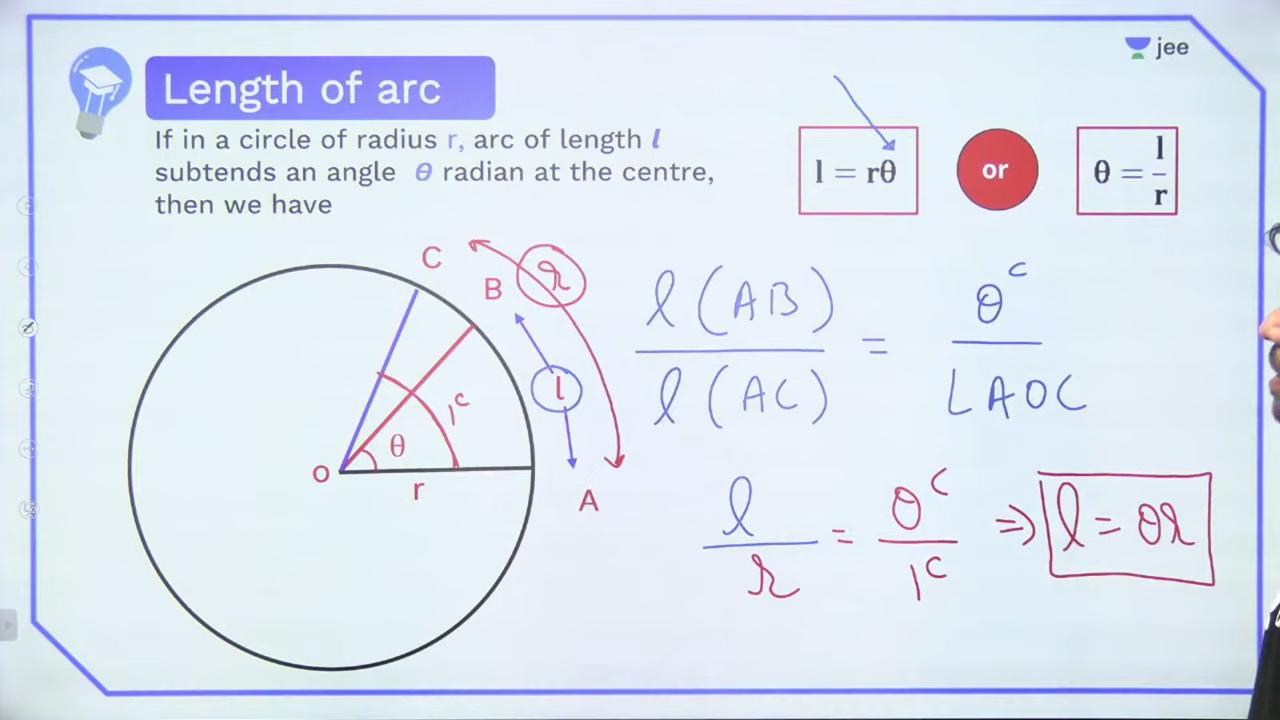 jee
Length of arc
If in a circle of radius r, arc of length l
subtends an angle θ radian at the centre,
then we have
l = rθ
or
θ = l/r
C
B
r
l
A
O
θ
1ᶜ
r
l(AB)/l(AC) = θᶜ/∠AOC
l/r = θᶜ/1ᶜ ⇒ l = θr